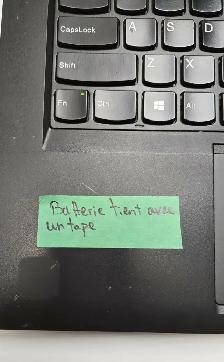 CapsLock A S D
Shift Z X
Fn Ctrl Alt
Batterie tient avec
un tape